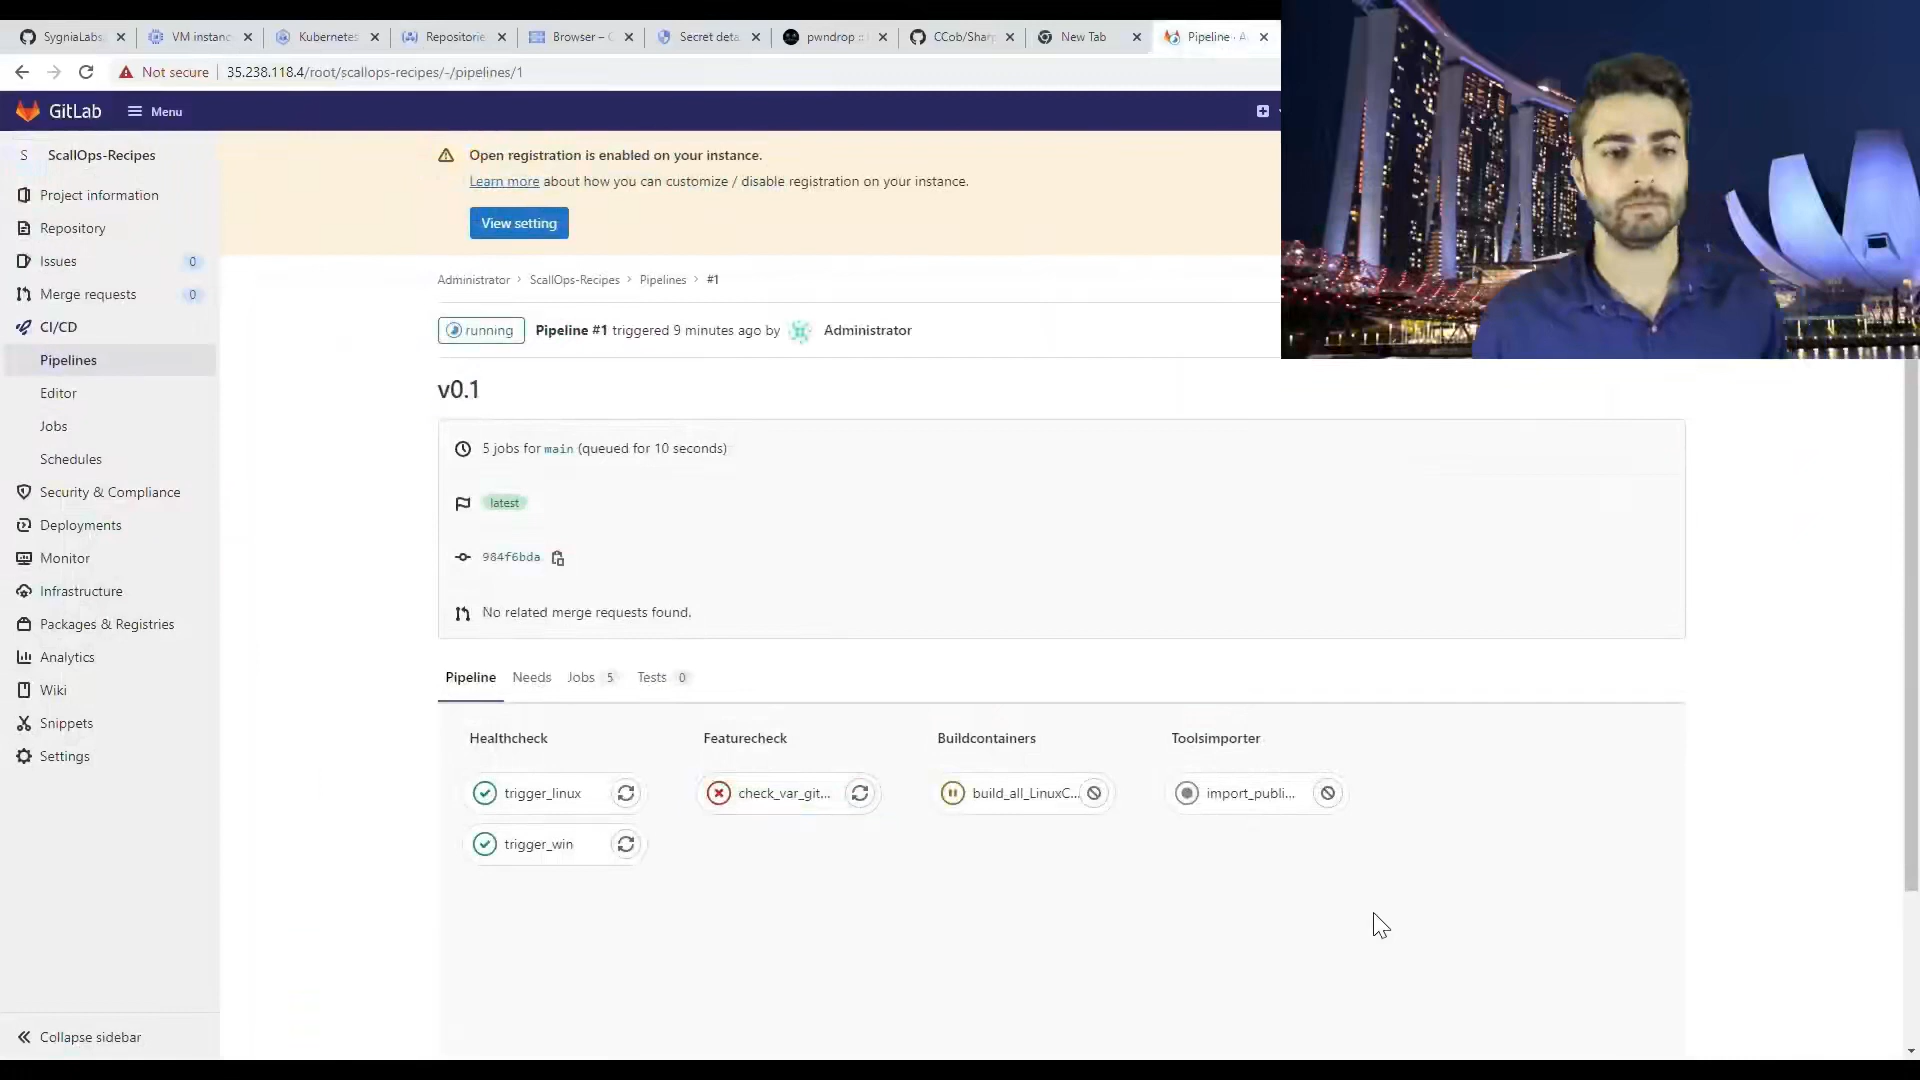 SygniaLabs
VM instanc
Kubernetes
Repositorie
Browser – C
Secret deta
pwndrop ::
CCob/Shar
New Tab
Pipeline · A
Not secure
35.238.118.4/root/scallops-recipes/-/pipelines/1
GitLab
Menu
S ScallOps-Recipes
Project information
Repository
Issues 0
Merge requests 0
CI/CD
Pipelines
Editor
Jobs
Schedules
Security & Compliance
Deployments
Monitor
Infrastructure
Packages & Registries
Analytics
Wiki
Snippets
Settings
Collapse sidebar
Open registration is enabled on your instance.
Learn more about how you can customize / disable registration on your instance.
View setting
Administrator › ScallOps-Recipes › Pipelines › #1
running Pipeline #1 triggered 9 minutes ago by Administrator
v0.1
5 jobs for main (queued for 10 seconds)
latest
984f6bda
No related merge requests found.
Pipeline Needs Jobs 5 Tests 0
Healthcheck
trigger_linux
trigger_win
Featurecheck
check_var_git...
Buildcontainers
build_all_LinuxC...
Toolsimporter
import_publi...